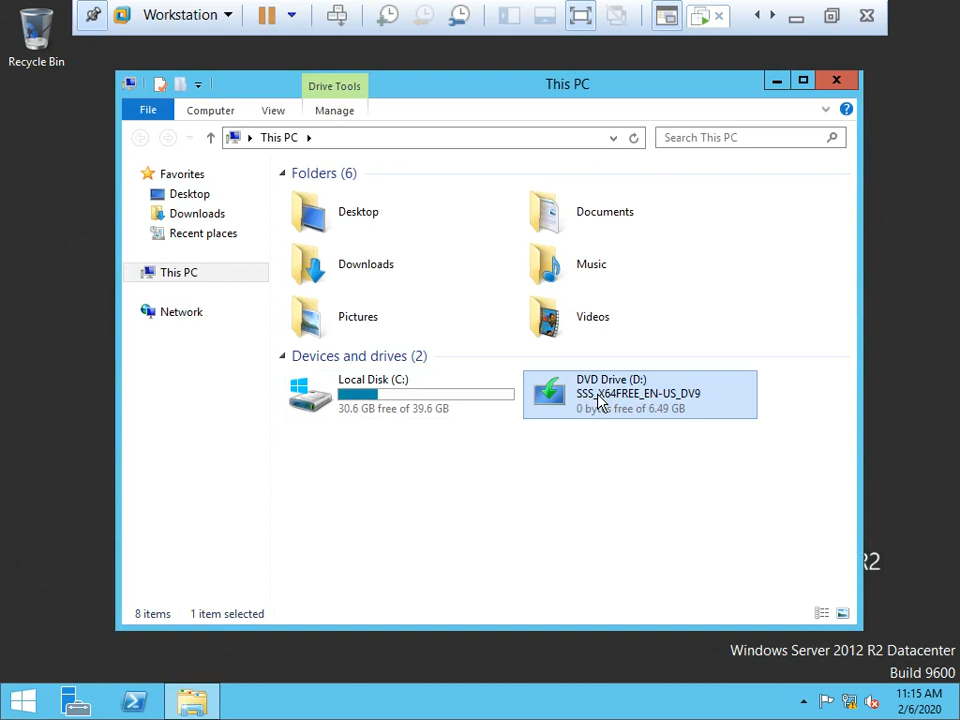 Workstation
Recycle Bin
Drive Tools
This PC
File
Computer
View
Manage
This PC
Search This PC
Favorites
Desktop
Downloads
Recent places
This PC
Network
Folders (6)
Desktop
Documents
Downloads
Music
Pictures
Videos
Devices and drives (2)
Local Disk (C:)
30.6 GB free of 39.6 GB
DVD Drive (D:)
SSS_X64FREE_EN-US_DV9
0 bytes free of 6.49 GB
8 items
1 item selected
R2
Windows Server 2012 R2 Datacenter
Build 9600
11:15 AM
2/6/2020